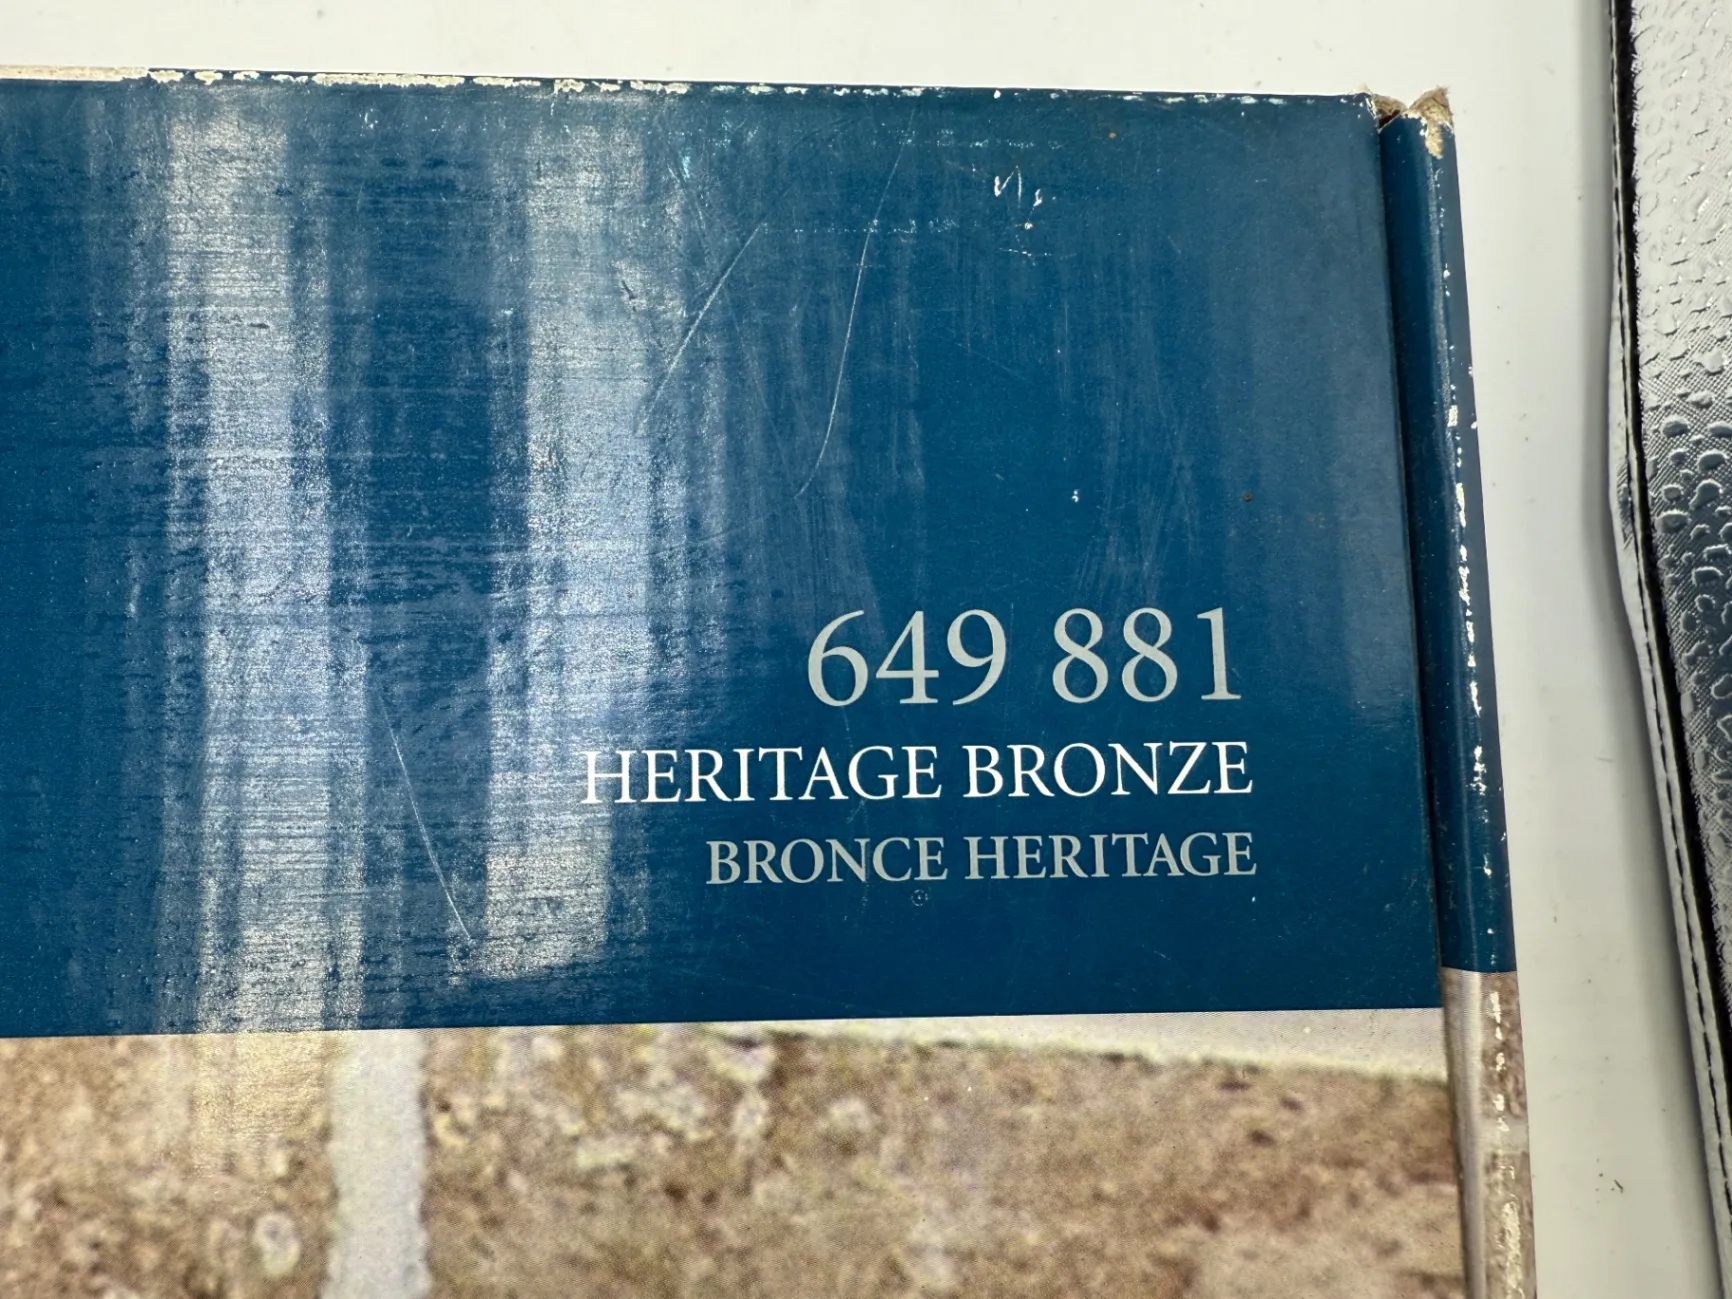 649 881
HERITAGE BRONZE
BRONCE HERITAGE